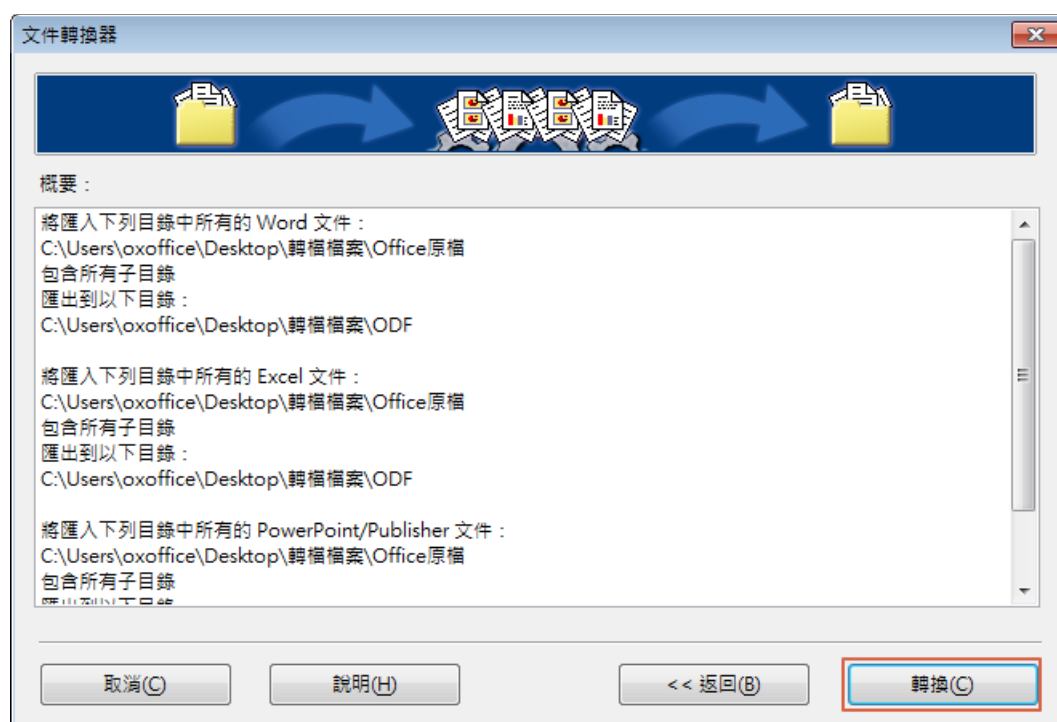 文件轉換器
概要：
將匯入下列目錄中所有的 Word 文件：
C:\Users\oxoffice\Desktop\轉檔檔案\Office原檔
包含所有子目錄
匯出到以下目錄：
C:\Users\oxoffice\Desktop\轉檔檔案\ODF
將匯入下列目錄中所有的 Excel 文件：
C:\Users\oxoffice\Desktop\轉檔檔案\Office原檔
包含所有子目錄
匯出到以下目錄：
C:\Users\oxoffice\Desktop\轉檔檔案\ODF
將匯入下列目錄中所有的 PowerPoint/Publisher 文件：
C:\Users\oxoffice\Desktop\轉檔檔案\Office原檔
包含所有子目錄
取消(C)
說明(H)
<< 返回(B)
轉換(C)